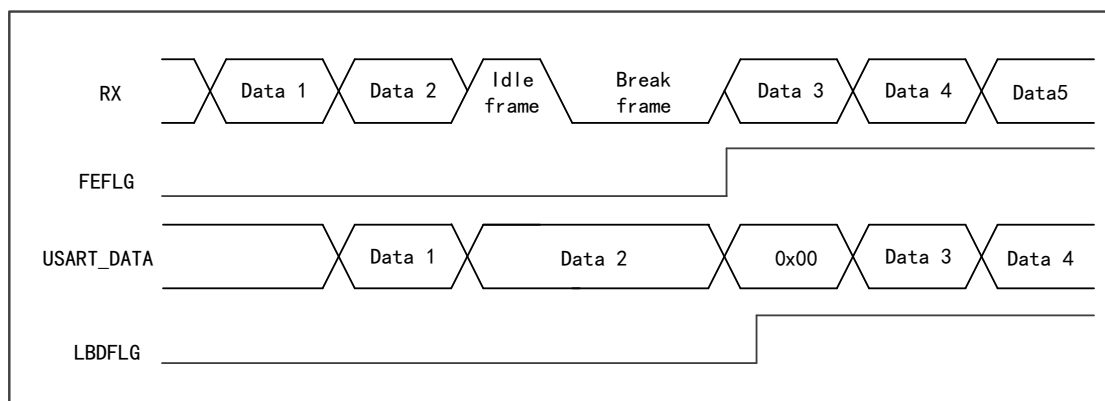 RX
Data 1
Data 2
Idle
frame
Break
frame
Data 3
Data 4
Data5
FEFLG
USART_DATA
Data 1
Data 2
0x00
Data 3
Data 4
LBDFLG